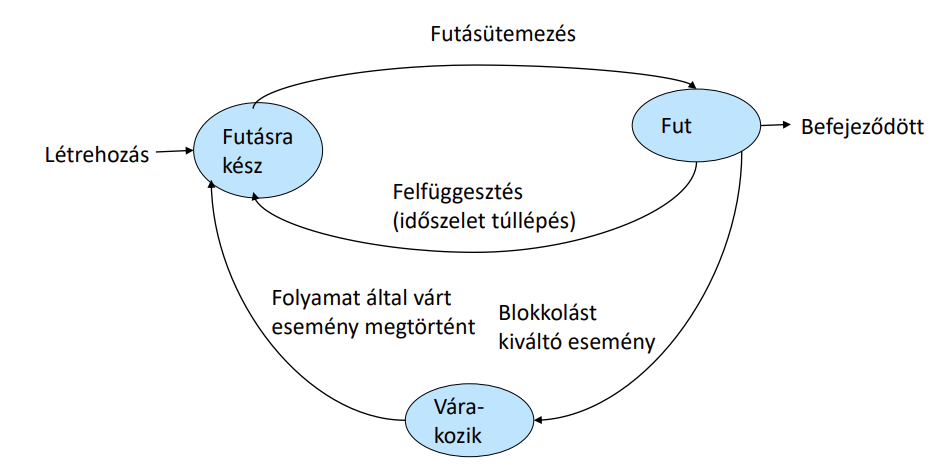 Futásütemezés
Futásra
kész
Fut
Befejeződött
Létrehozás
Felfüggesztés
(időszelet túllépés)
Folyamat által várt
esemény megtörtént
Blokkolást
kiváltó esemény
Vára-
kozik